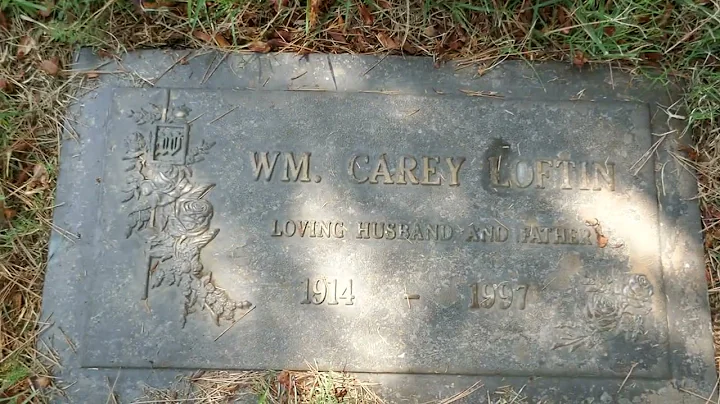 WM. CAREY LOFTIN
LOVING HUSBAND AND FATHER
1914 - 1997